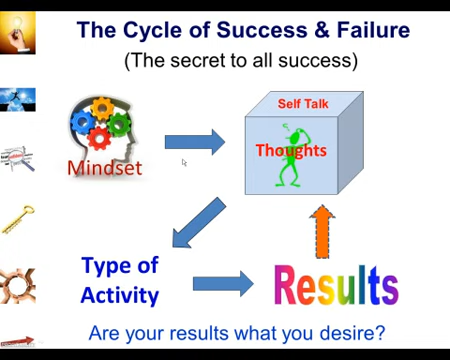 The Cycle of Success & Failure
(The secret to all success)
Self Talk
Mindset
Thoughts
Type of
Activity
Results
Are your results what you desire?